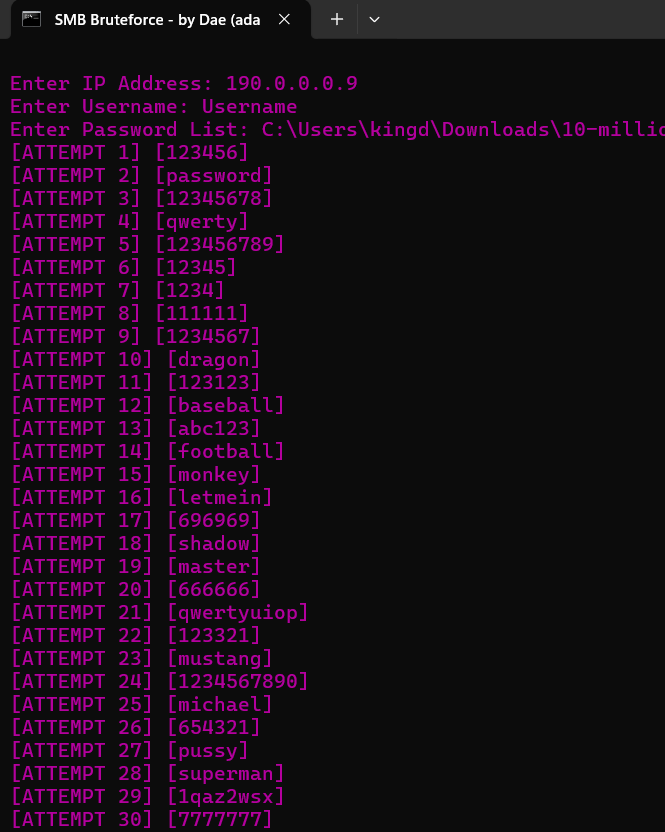 SMB Bruteforce - by Dae (ada
Enter IP Address: 190.0.0.0.9
Enter Username: Username
Enter Password List: C:\Users\kingd\Downloads\10-millic
[ATTEMPT 1] [123456]
[ATTEMPT 2] [password]
[ATTEMPT 3] [12345678]
[ATTEMPT 4] [qwerty]
[ATTEMPT 5] [123456789]
[ATTEMPT 6] [12345]
[ATTEMPT 7] [1234]
[ATTEMPT 8] [111111]
[ATTEMPT 9] [1234567]
[ATTEMPT 10] [dragon]
[ATTEMPT 11] [123123]
[ATTEMPT 12] [baseball]
[ATTEMPT 13] [abc123]
[ATTEMPT 14] [football]
[ATTEMPT 15] [monkey]
[ATTEMPT 16] [letmein]
[ATTEMPT 17] [696969]
[ATTEMPT 18] [shadow]
[ATTEMPT 19] [master]
[ATTEMPT 20] [666666]
[ATTEMPT 21] [qwertyuiop]
[ATTEMPT 22] [123321]
[ATTEMPT 23] [mustang]
[ATTEMPT 24] [1234567890]
[ATTEMPT 25] [michael]
[ATTEMPT 26] [654321]
[ATTEMPT 27] [pussy]
[ATTEMPT 28] [superman]
[ATTEMPT 29] [1qaz2wsx]
[ATTEMPT 30] [7777777]